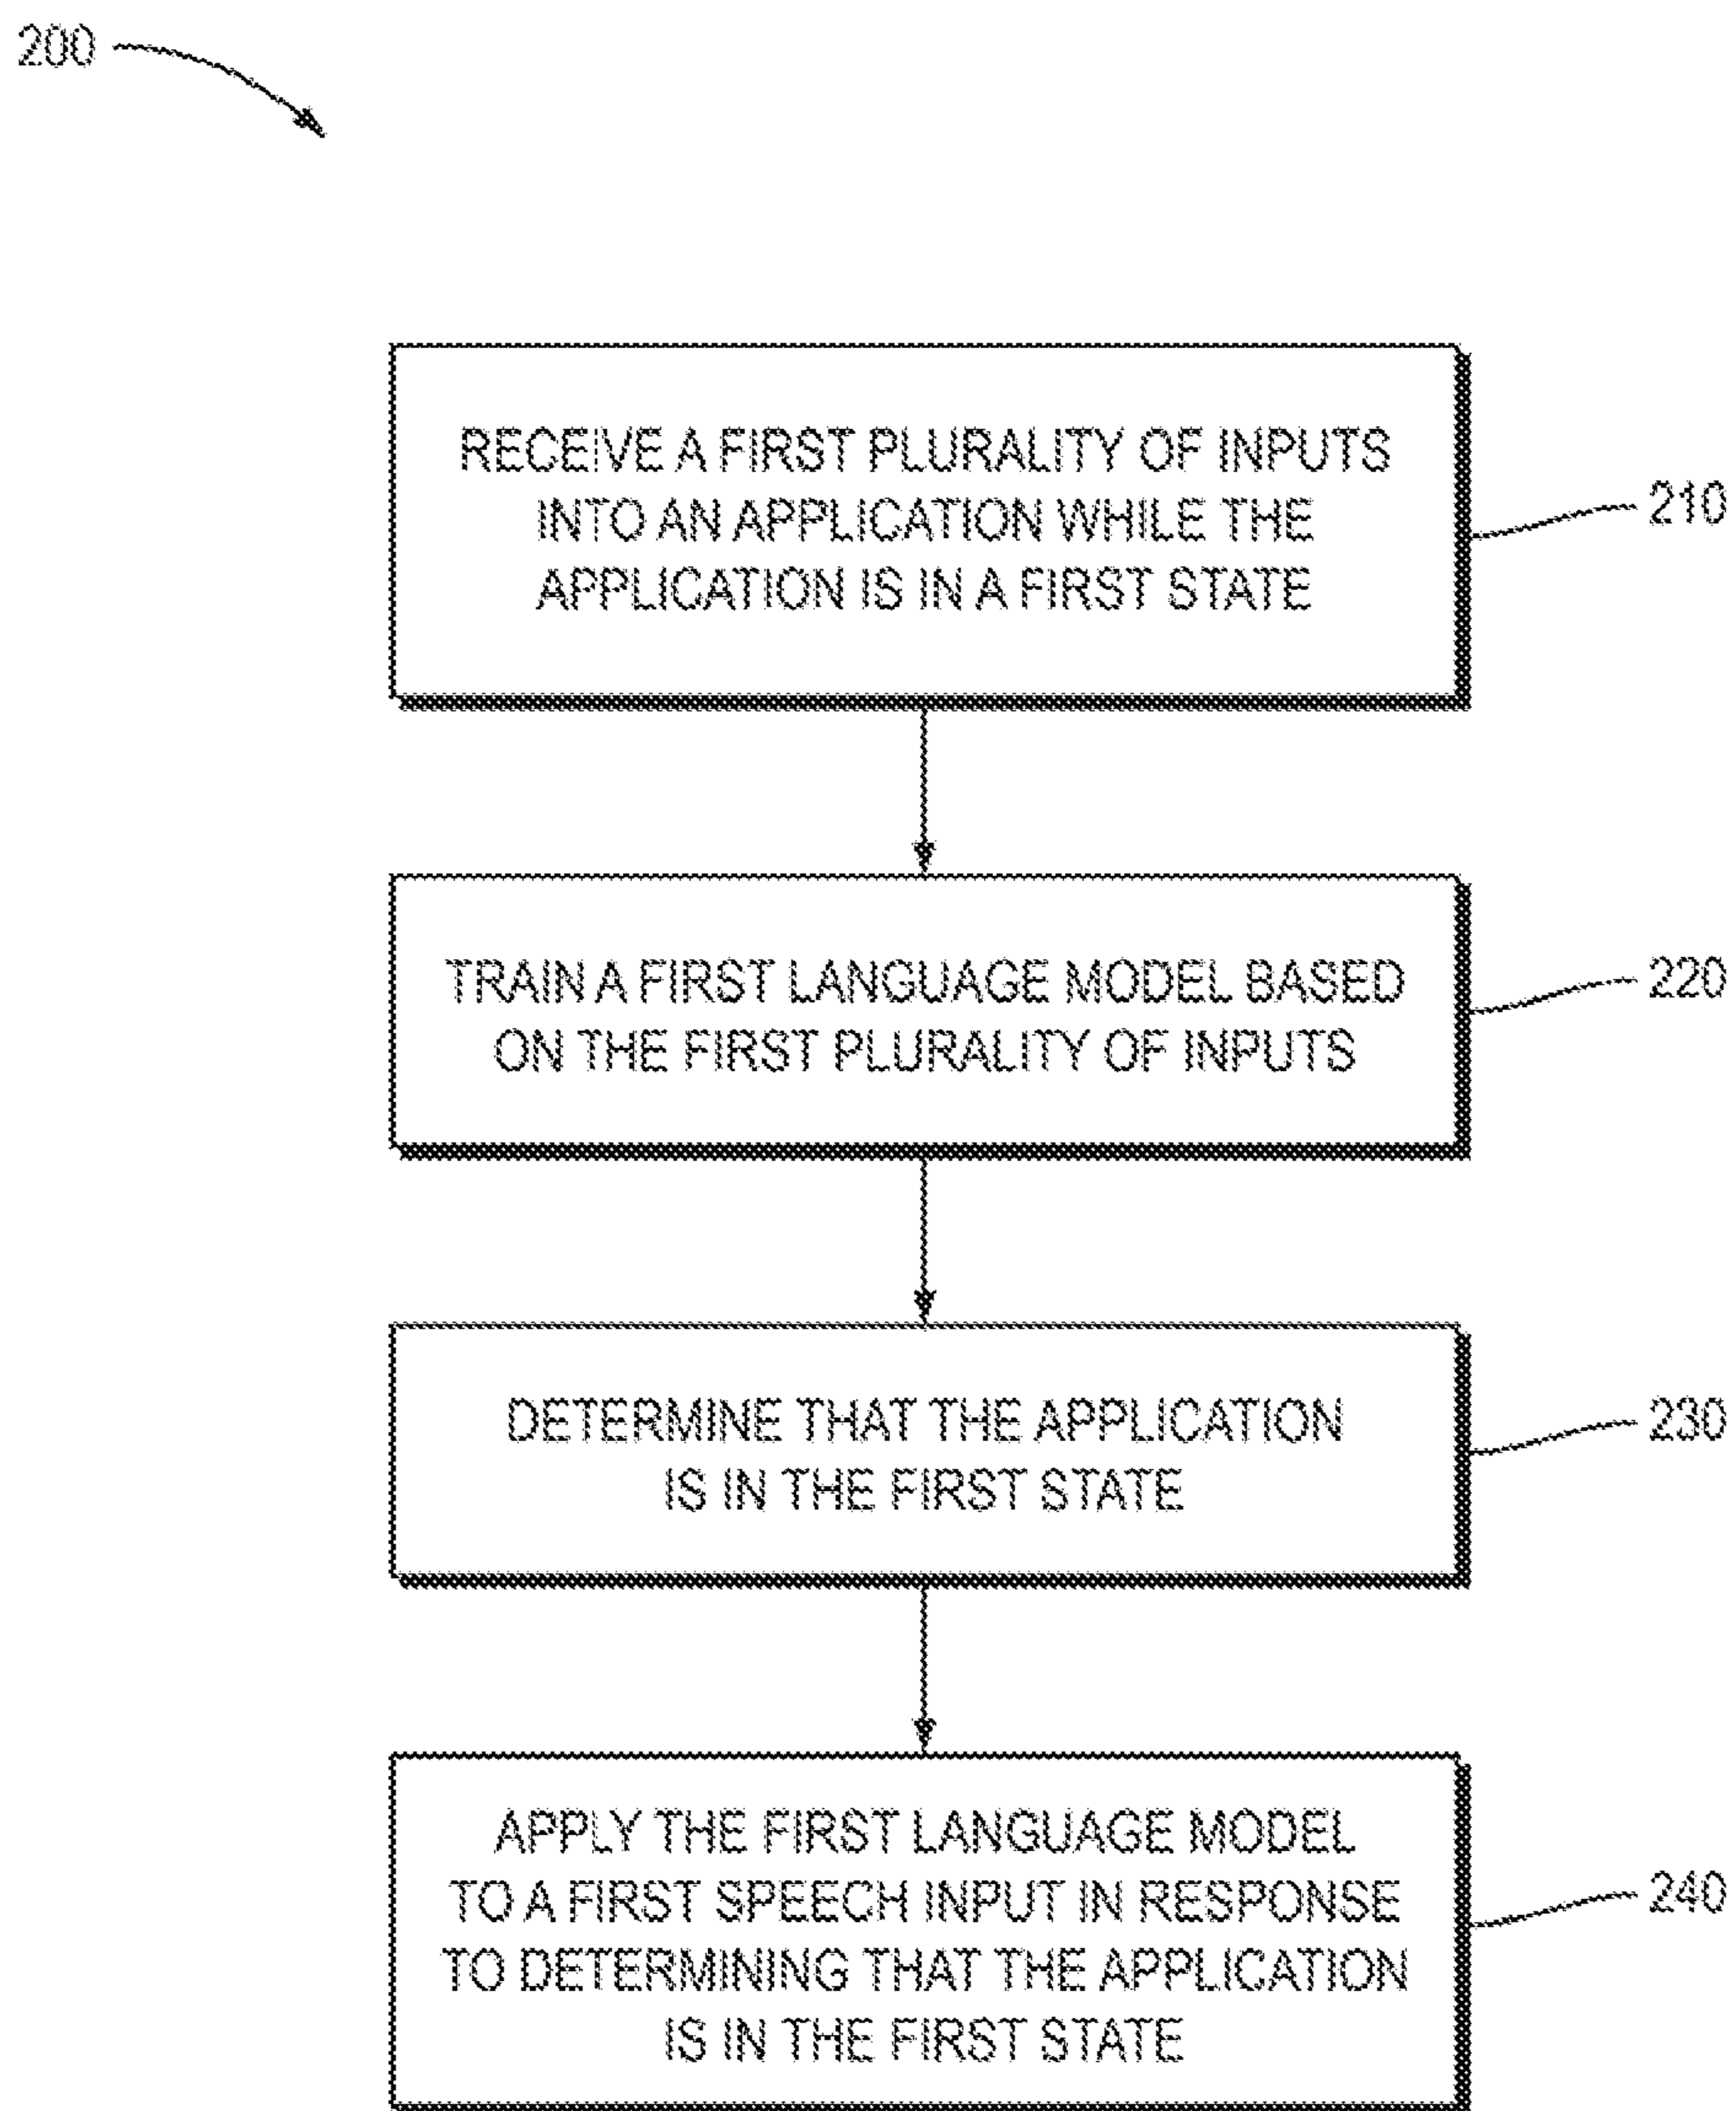 200
RECEIVE A FIRST PLURALITY OF INPUTS
INTO AN APPLICATION WHILE THE
APPLICATION IS IN A FIRST STATE
210
TRAIN A FIRST LANGUAGE MODEL BASED
ON THE FIRST PLURALITY OF INPUTS
220
DETERMINE THAT THE APPLICATION
IS IN THE FIRST STATE
230
APPLY THE FIRST LANGUAGE MODEL
TO A FIRST SPEECH INPUT IN RESPONSE
TO DETERMINING THAT THE APPLICATION
IS IN THE FIRST STATE
240